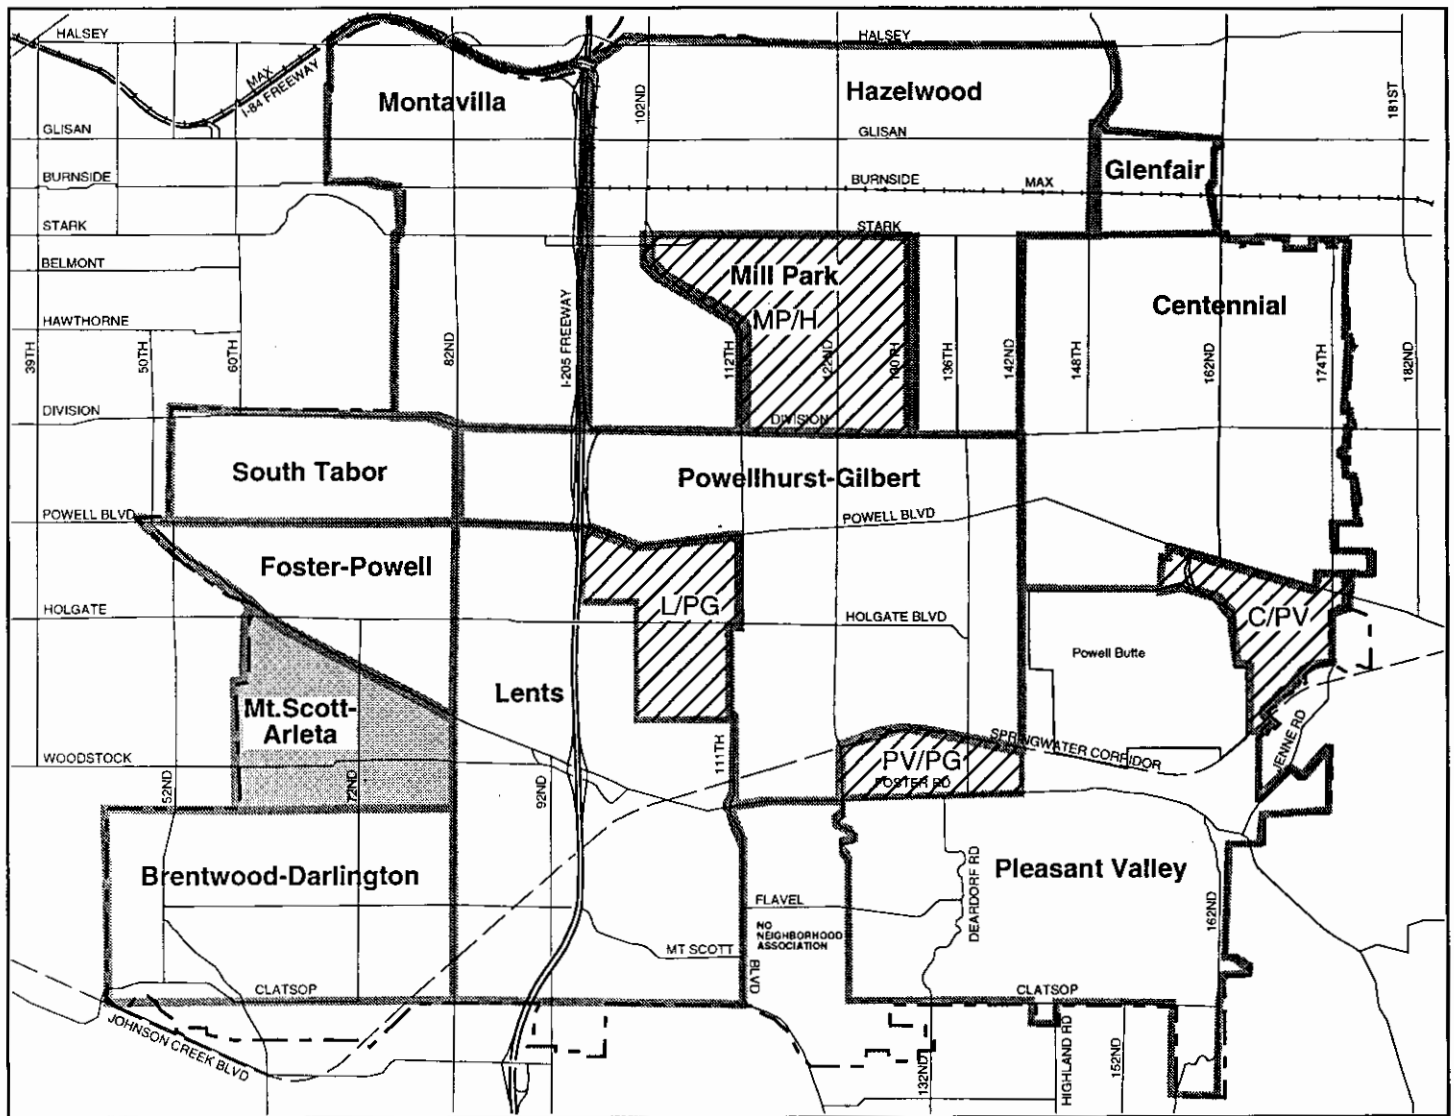 HALSEY
HALSEY
MAX
I-84 FREEWAY
Montavilla
102ND
Hazelwood
181ST
GLISAN
GLISAN
Glenfair
BURNSIDE
BURNSIDE
MAX
STARK
STARK
BELMONT
Mill Park
MP/H
Centennial
HAWTHORNE
39TH
50TH
60TH
82ND
I-205 FREEWAY
112TH
122ND
130TH
136TH
142ND
148TH
162ND
174TH
182ND
DIVISION
DIVISION
South Tabor
Powellhurst-Gilbert
POWELL BLVD
POWELL BLVD
Foster-Powell
HOLGATE
L/PG
HOLGATE BLVD
C/PV
Powell Butte
Mt.Scott-
Arleta
Lents
WOODSTOCK
52ND
72ND
92ND
111TH
PV/PG
FOSTER RD
SPRINGWATER CORRIDOR
JENNE RD
Brentwood-Darlington
Pleasant Valley
DEARDORF RD
162ND
FLAVEL
NO
NEIGHBORHOOD
ASSOCIATION
MT SCOTT
BLVD
CLATSOP
CLATSOP
JOHNSON CREEK BLVD
132ND
HIGHLAND RD
152ND